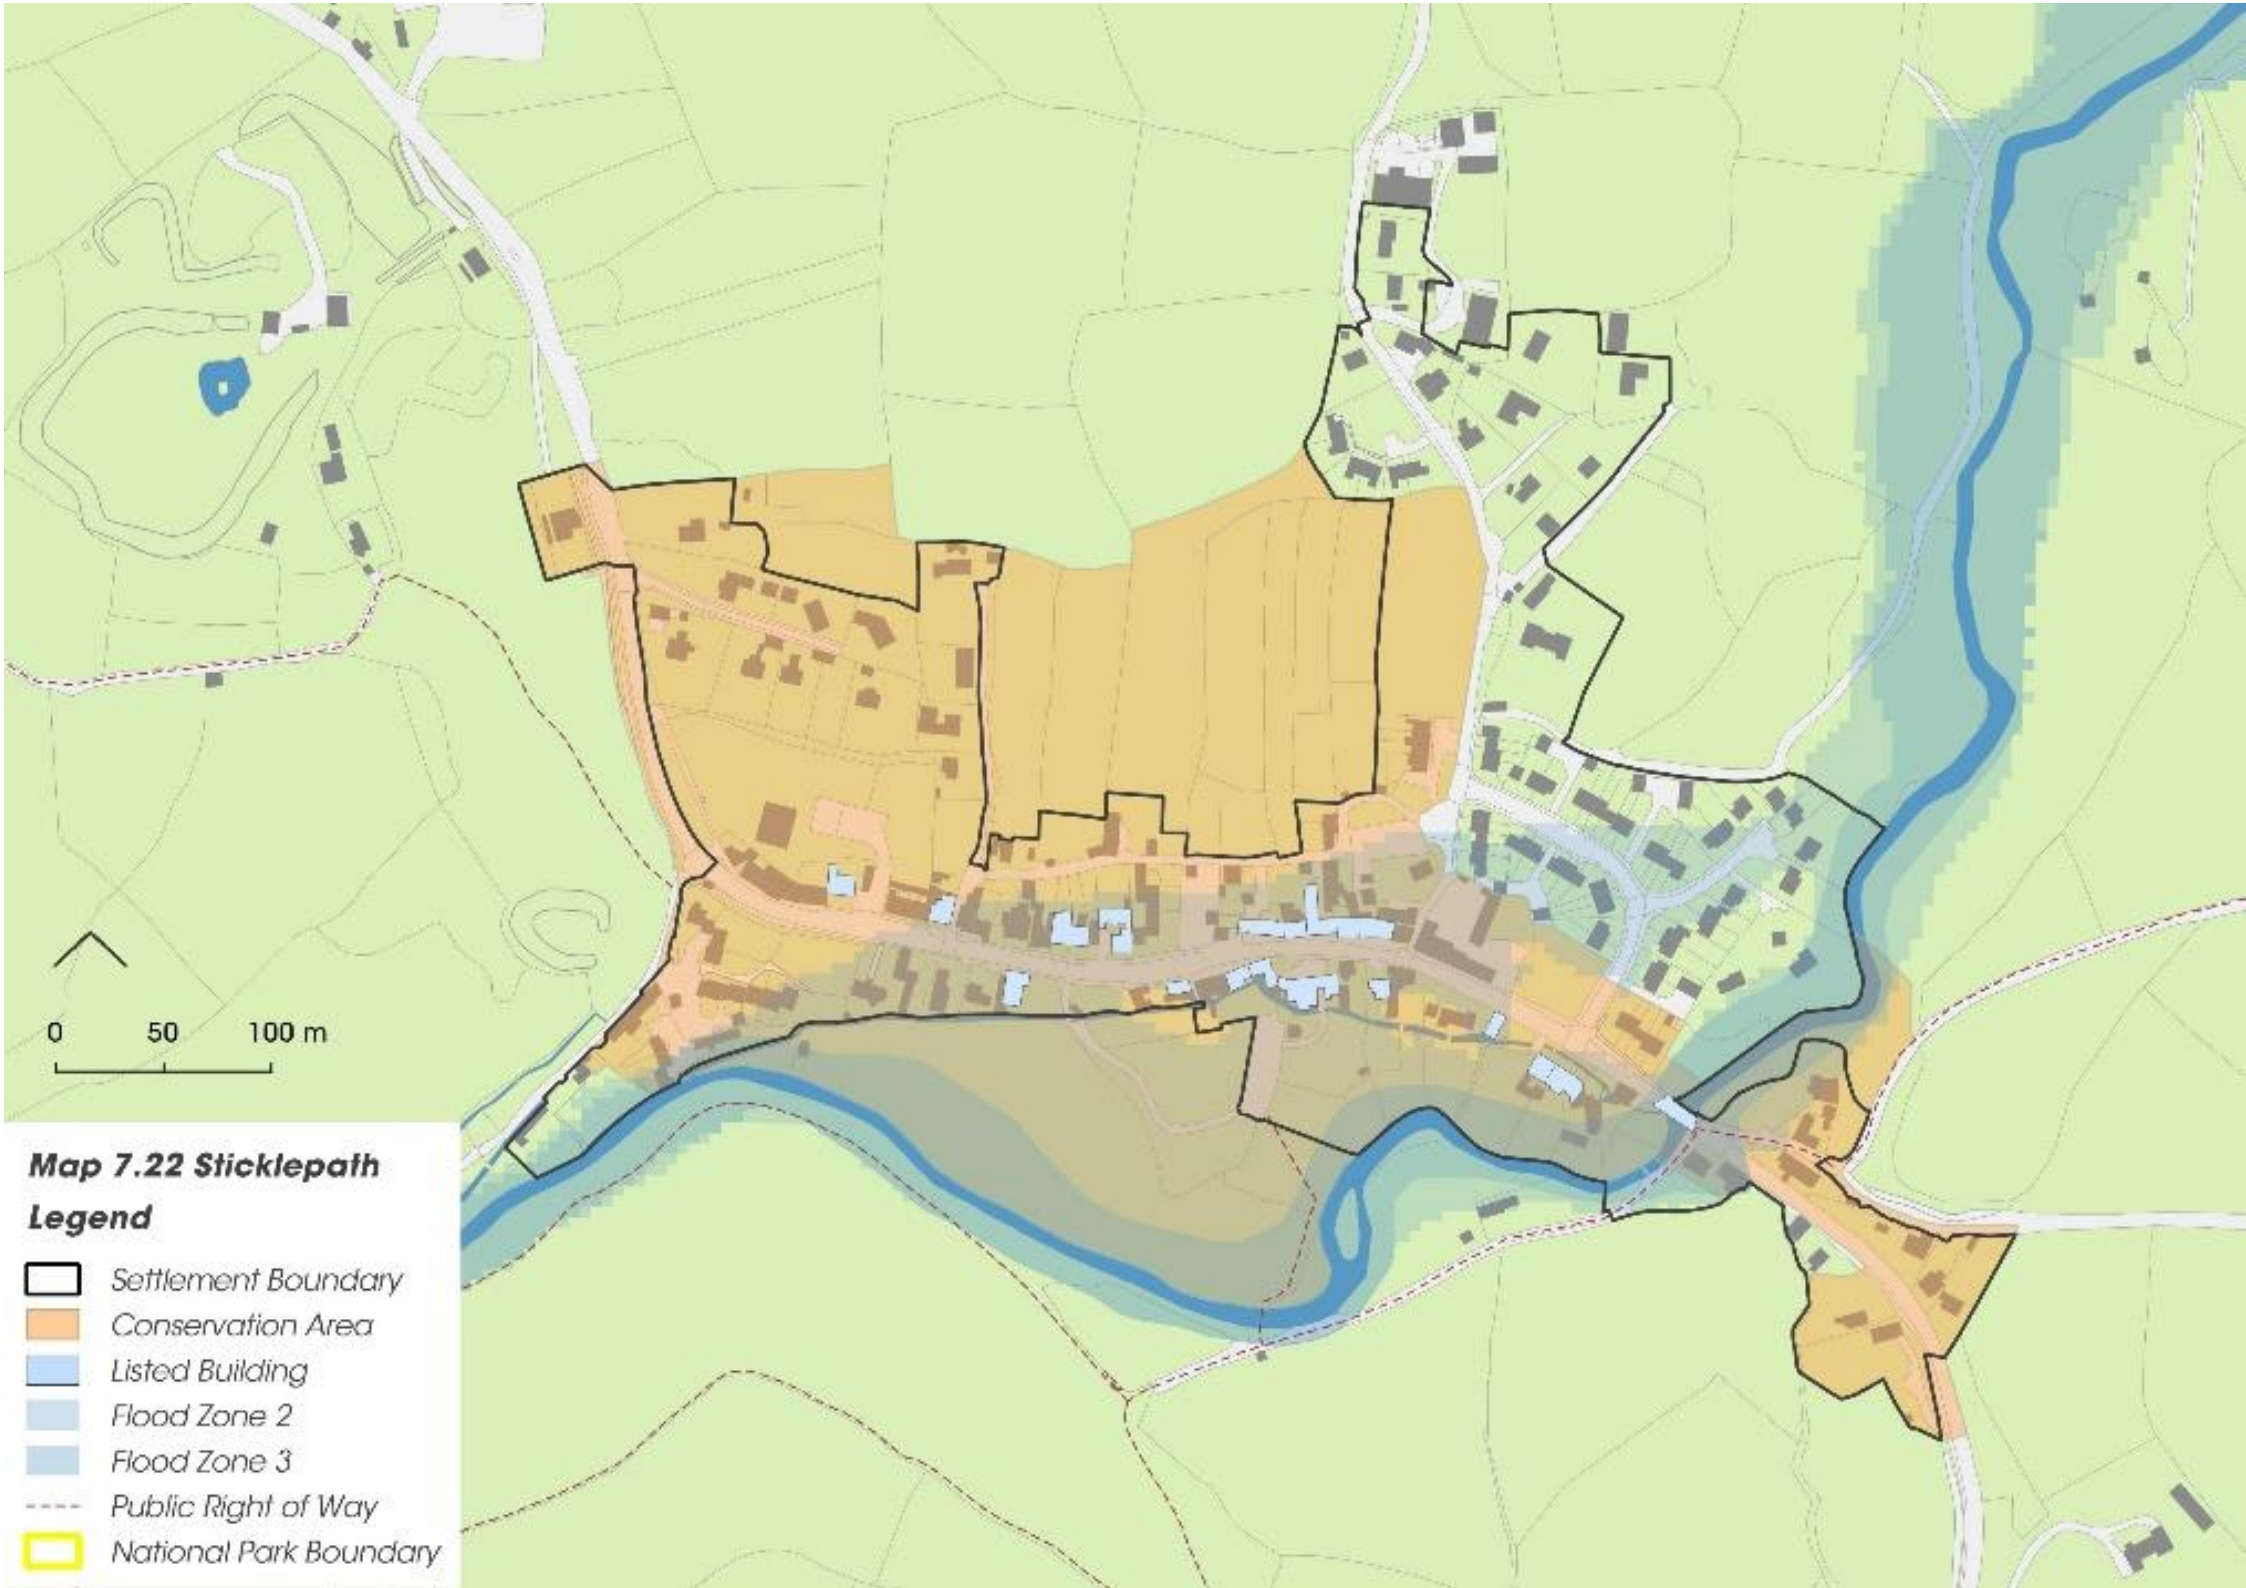 0 50 100 m
Map 7.22 Sticklepath
Legend
Settlement Boundary
Conservation Area
Listed Building
Flood Zone 2
Flood Zone 3
Public Right of Way
National Park Boundary